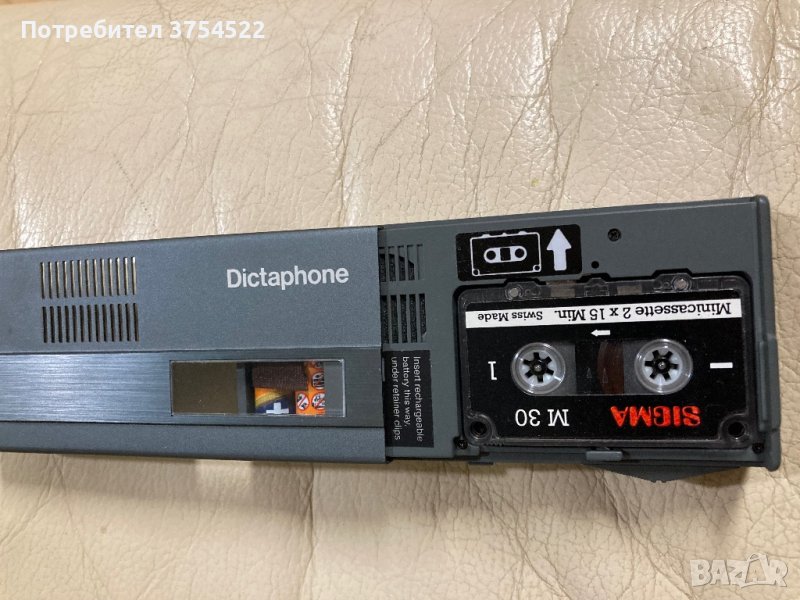 Потребител 3754522
Dictaphone
Insert rechargeable
battery this way,
under retainer clips
Minicassette 2 x 15 Min. Swiss Made
1
M 30 SIGMA
BAZAR